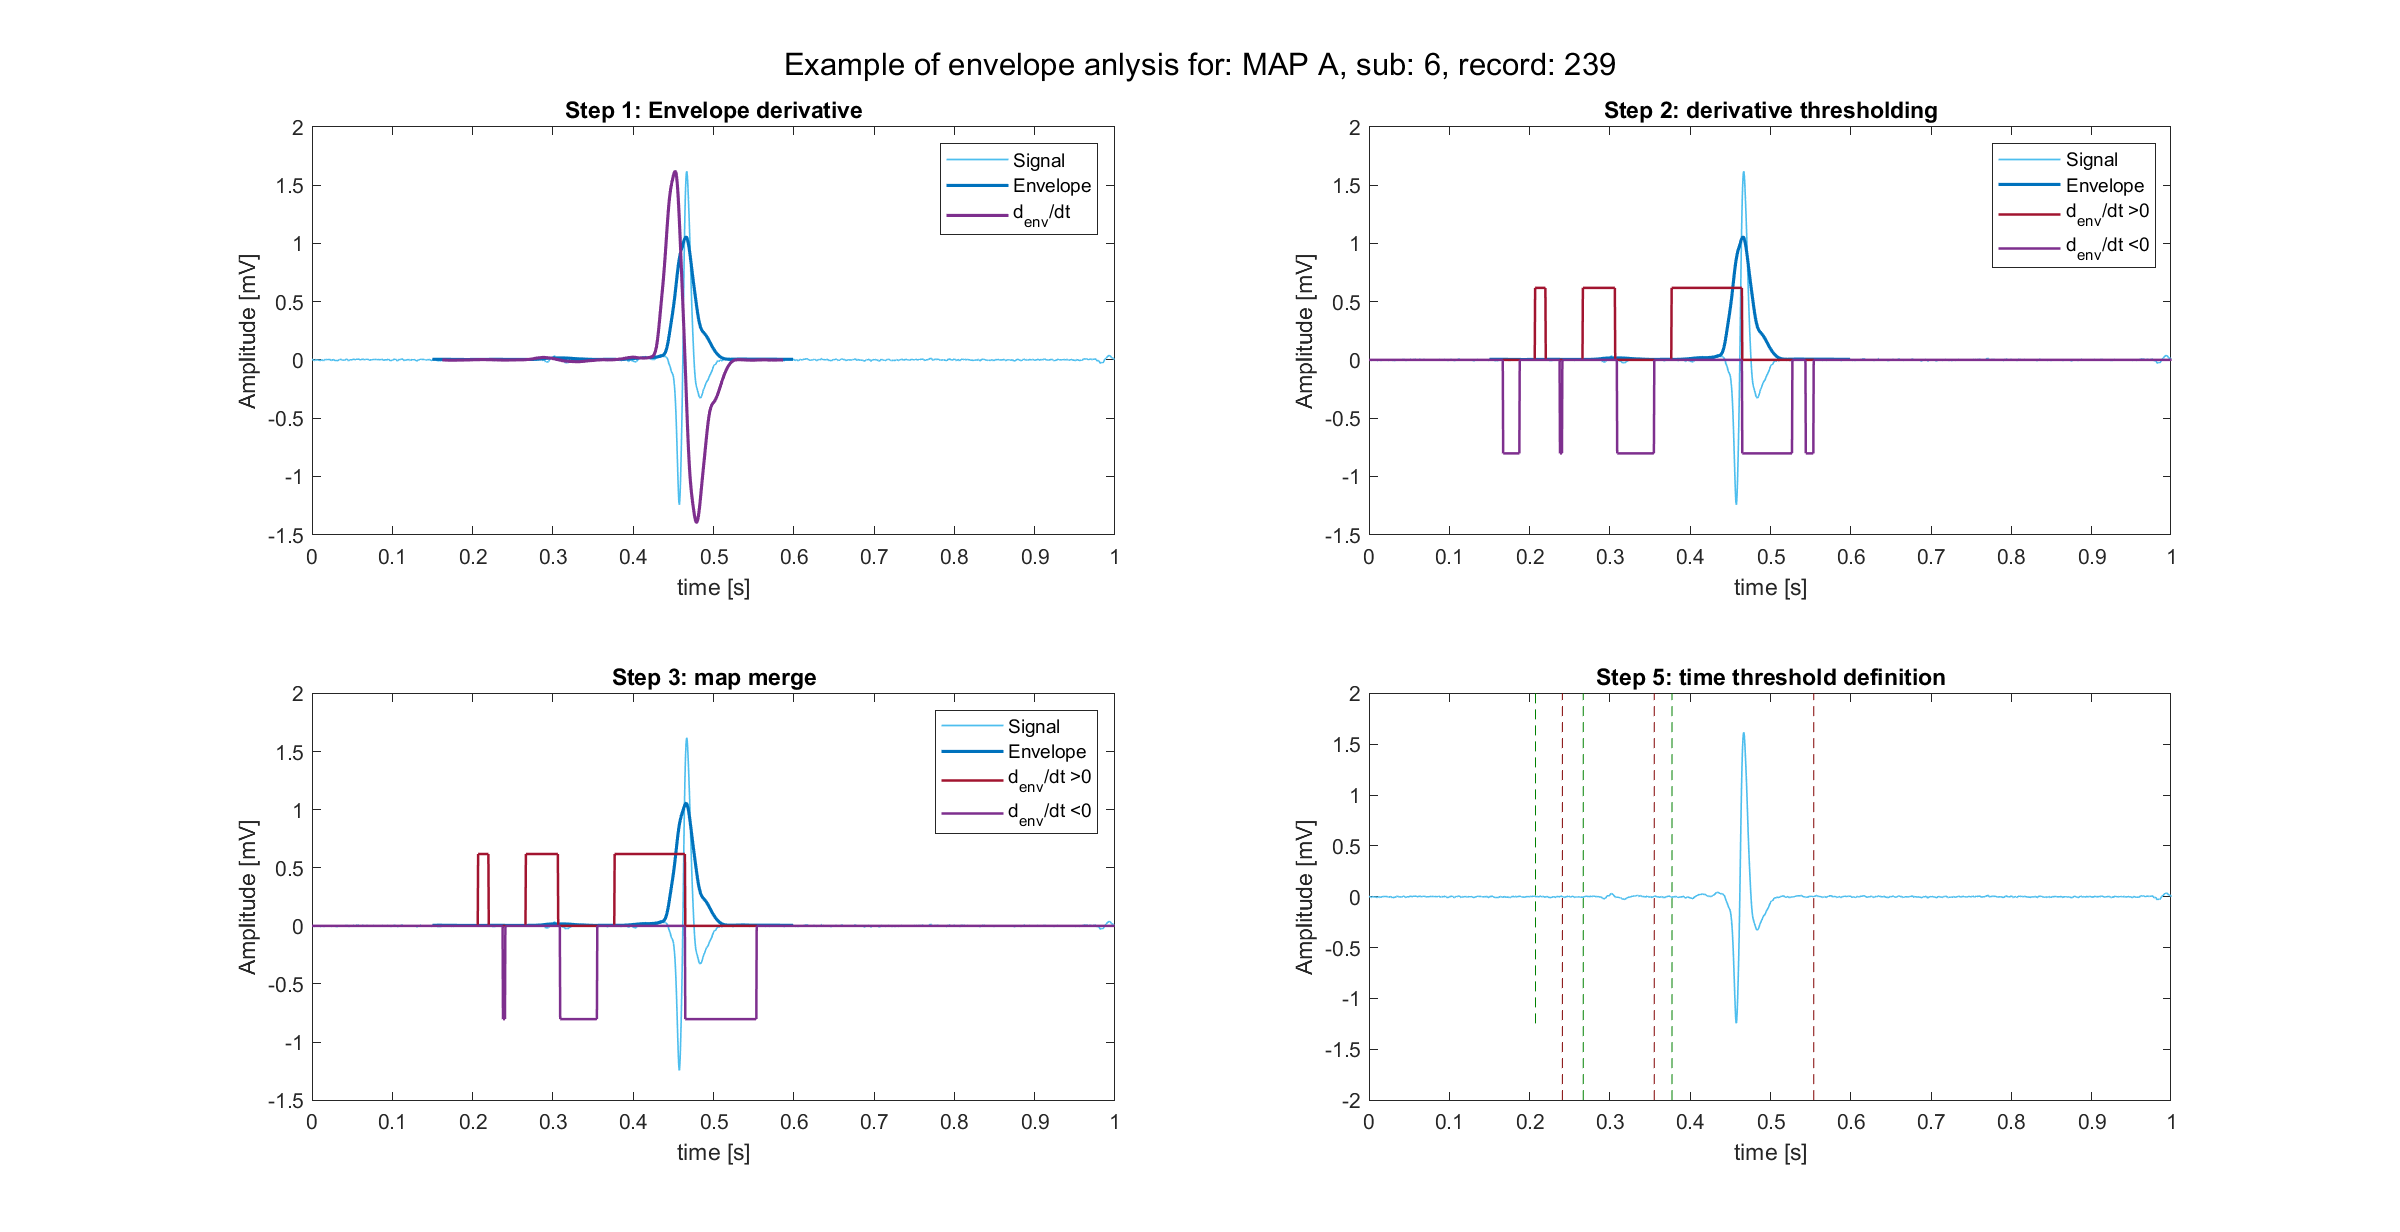 Example of envelope anlysis for: MAP A, sub: 6, record: 239
Step 1: Envelope derivative
2
1.5
1
0.5
0
-0.5
-1
-1.5
Amplitude [mV]
Signal
Envelope
d_env/dt
0 0.1 0.2 0.3 0.4 0.5 0.6 0.7 0.8 0.9 1
time [s]
Step 2: derivative thresholding
2
1.5
1
0.5
0
-0.5
-1
-1.5
Amplitude [mV]
Signal
Envelope
d_env/dt >0
d_env/dt <0
0 0.1 0.2 0.3 0.4 0.5 0.6 0.7 0.8 0.9 1
time [s]
Step 3: map merge
2
1.5
1
0.5
0
-0.5
-1
-1.5
Amplitude [mV]
Signal
Envelope
d_env/dt >0
d_env/dt <0
0 0.1 0.2 0.3 0.4 0.5 0.6 0.7 0.8 0.9 1
time [s]
Step 5: time threshold definition
2
1.5
1
0.5
0
-0.5
-1
-1.5
-2
Amplitude [mV]
0 0.1 0.2 0.3 0.4 0.5 0.6 0.7 0.8 0.9 1
time [s]